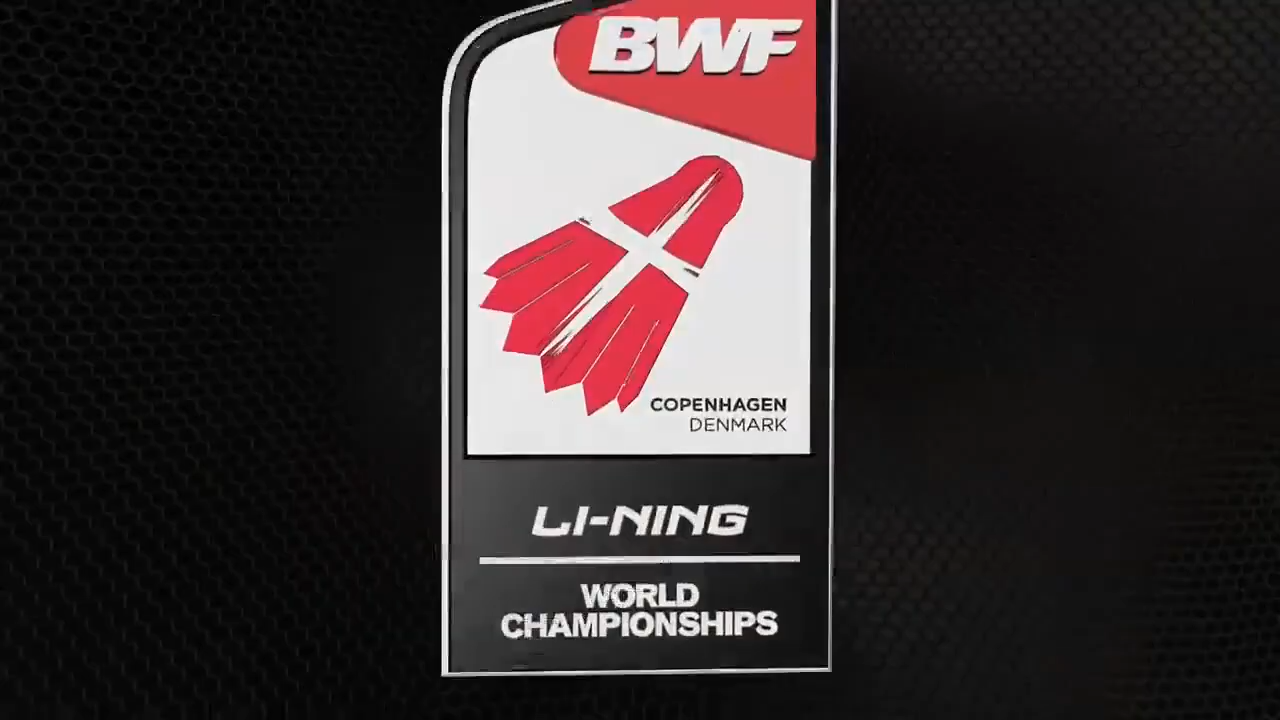 BWF
COPENHAGEN
DENMARK
LI-NING
WORLD
CHAMPIONSHIPS